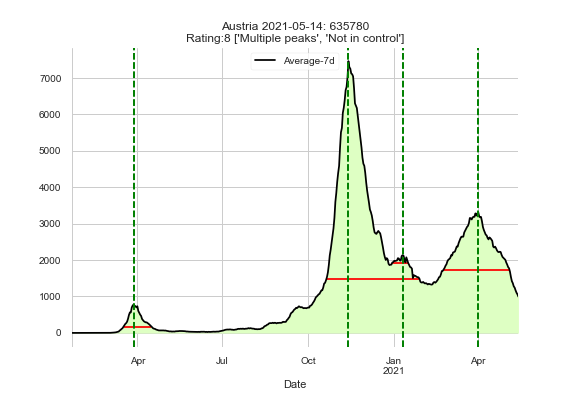 Austria 2021-05-14: 635780
Rating:8 ['Multiple peaks', 'Not in control']
Average-7d
7000
6000
5000
4000
3000
2000
1000
0
Apr
Jul
Oct
Jan
2021
Apr
Date